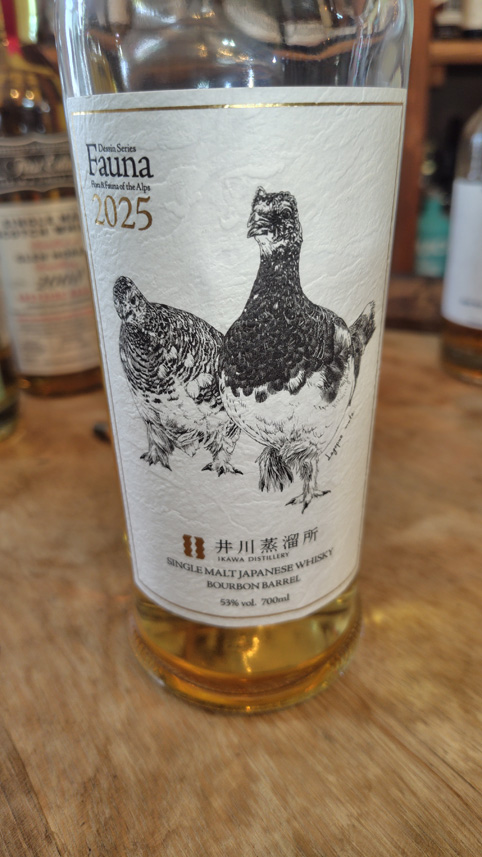 Dessin Series
Fauna
Flora & Fauna of the Alps
2025
井川蒸溜所
IKAWA DISTILLERY
SINGLE MALT JAPANESE WHISKY
BOURBON BARREL
53% vol. 700ml